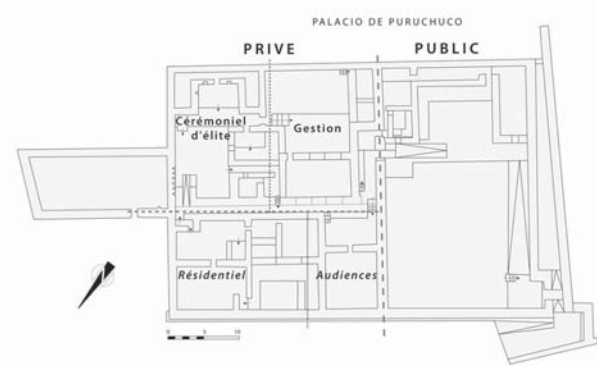 PALACIO DE PURUCHUCO
PRIVE
PUBLIC
Cérémoniel
d'élite
Gestion
Résidentiel
Audiences
0 5 10